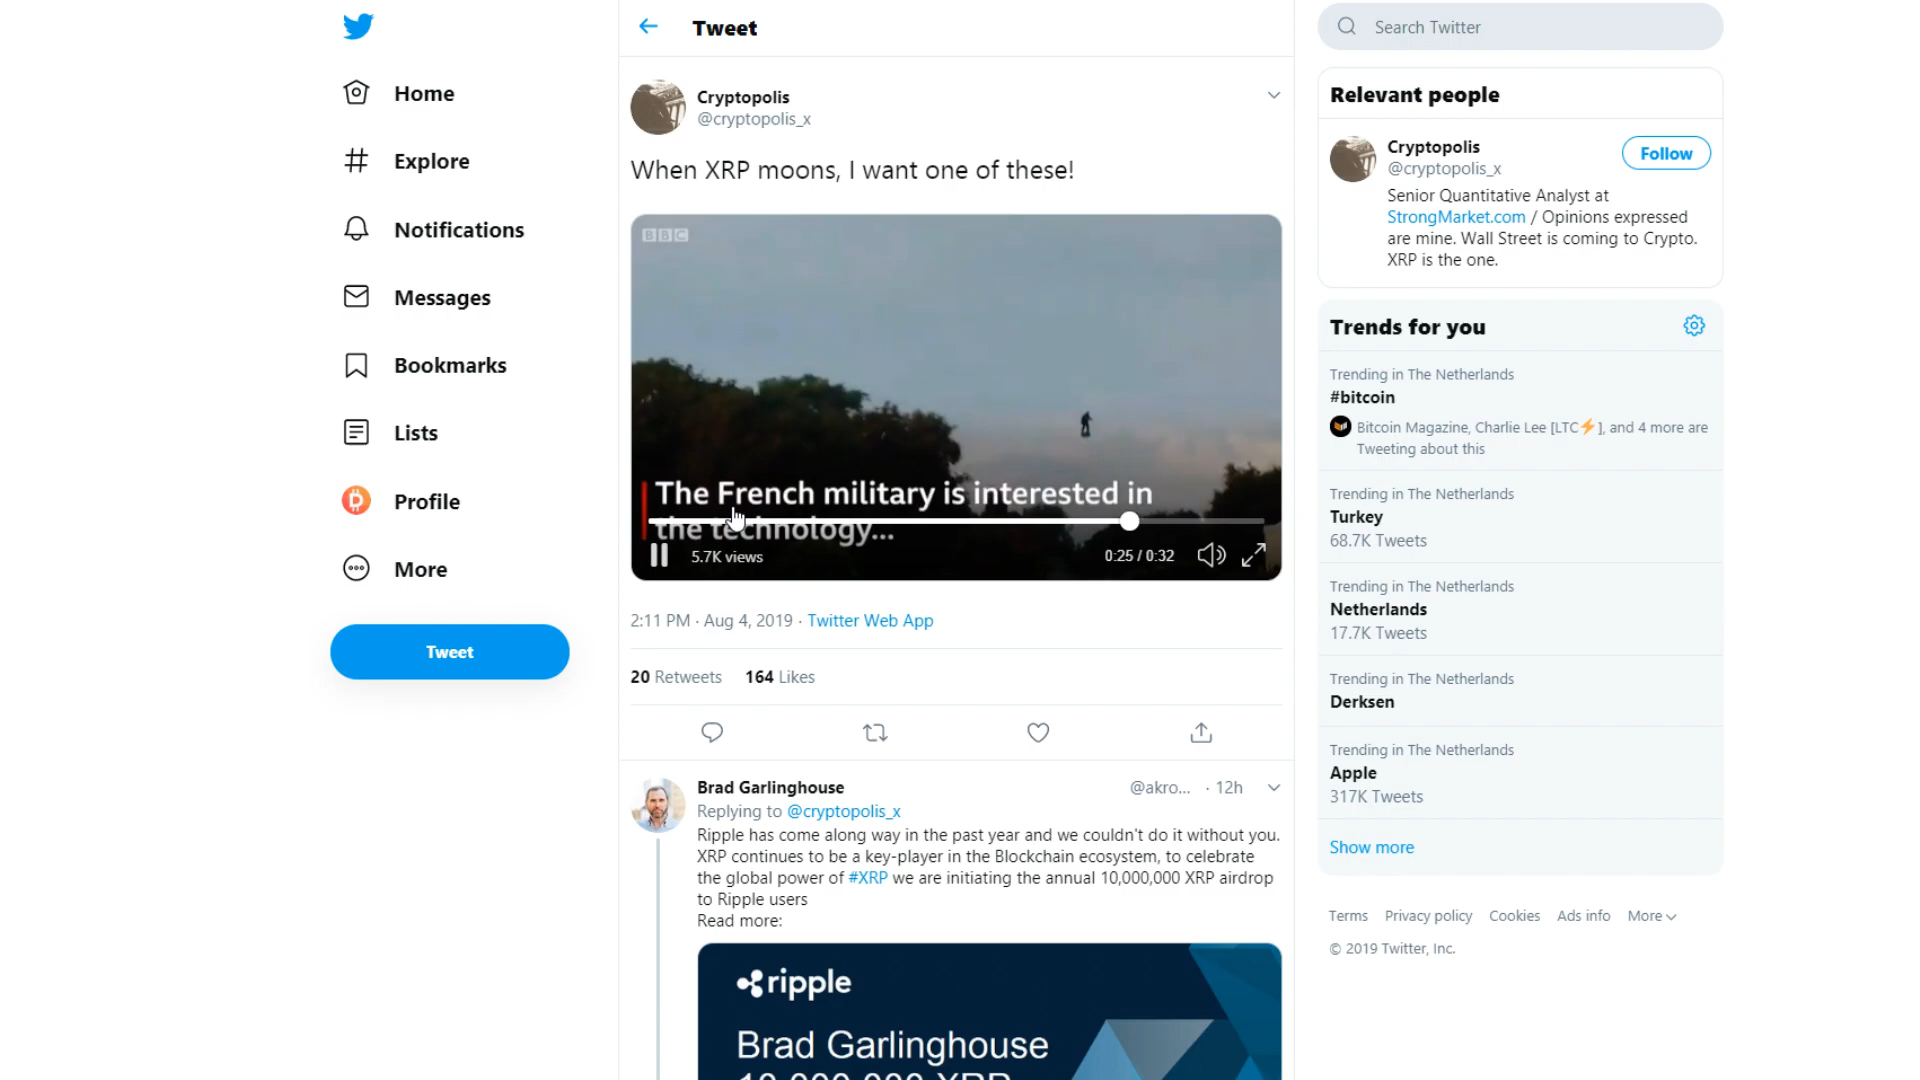 Home
Explore
Notifications
Messages
Bookmarks
Lists
Profile
More
Tweet
Tweet
Cryptopolis
@cryptopolis_x
When XRP moons, I want one of these!
BBC
The French military is interested in
the technology...
5.7K views
0:25 / 0:32
2:11 PM · Aug 4, 2019 · Twitter Web App
20 Retweets 164 Likes
Brad Garlinghouse @akro... · 12h
Replying to @cryptopolis_x
Ripple has come along way in the past year and we couldn't do it without you.
XRP continues to be a key-player in the Blockchain ecosystem, to celebrate
the global power of #XRP we are initiating the annual 10,000,000 XRP airdrop
to Ripple users
Read more:
ripple
Brad Garlinghouse
10,000,000 XRP
Search Twitter
Relevant people
Cryptopolis
@cryptopolis_x
Follow
Senior Quantitative Analyst at
StrongMarket.com / Opinions expressed
are mine. Wall Street is coming to Crypto.
XRP is the one.
Trends for you
Trending in The Netherlands
#bitcoin
Bitcoin Magazine, Charlie Lee [LTC⚡], and 4 more are
Tweeting about this
Trending in The Netherlands
Turkey
68.7K Tweets
Trending in The Netherlands
Netherlands
17.7K Tweets
Trending in The Netherlands
Derksen
Trending in The Netherlands
Apple
317K Tweets
Show more
Terms Privacy policy Cookies Ads info More
© 2019 Twitter, Inc.